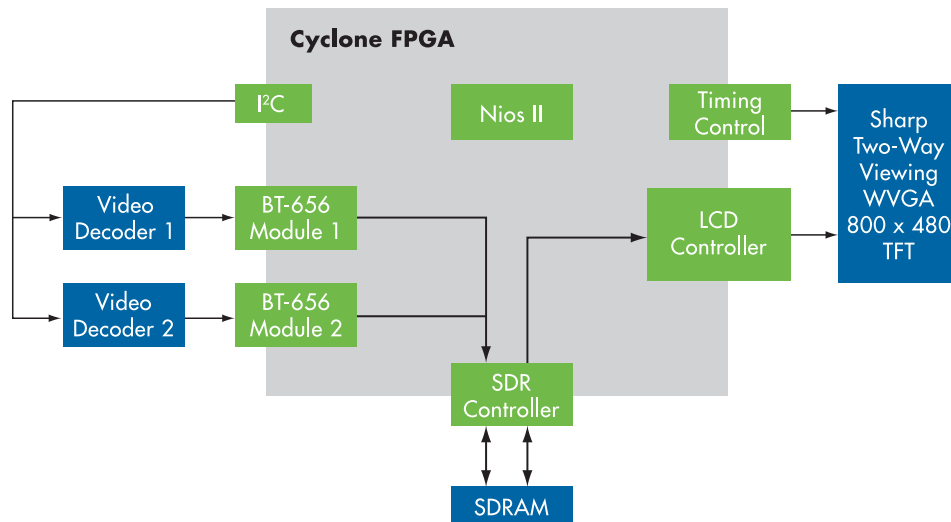 Cyclone FPGA
I²C
Nios II
Timing
Control
Sharp
Two-Way
Viewing
WVGA
800 x 480
TFT
Video
Decoder 1
BT-656
Module 1
LCD
Controller
Video
Decoder 2
BT-656
Module 2
SDR
Controller
SDRAM